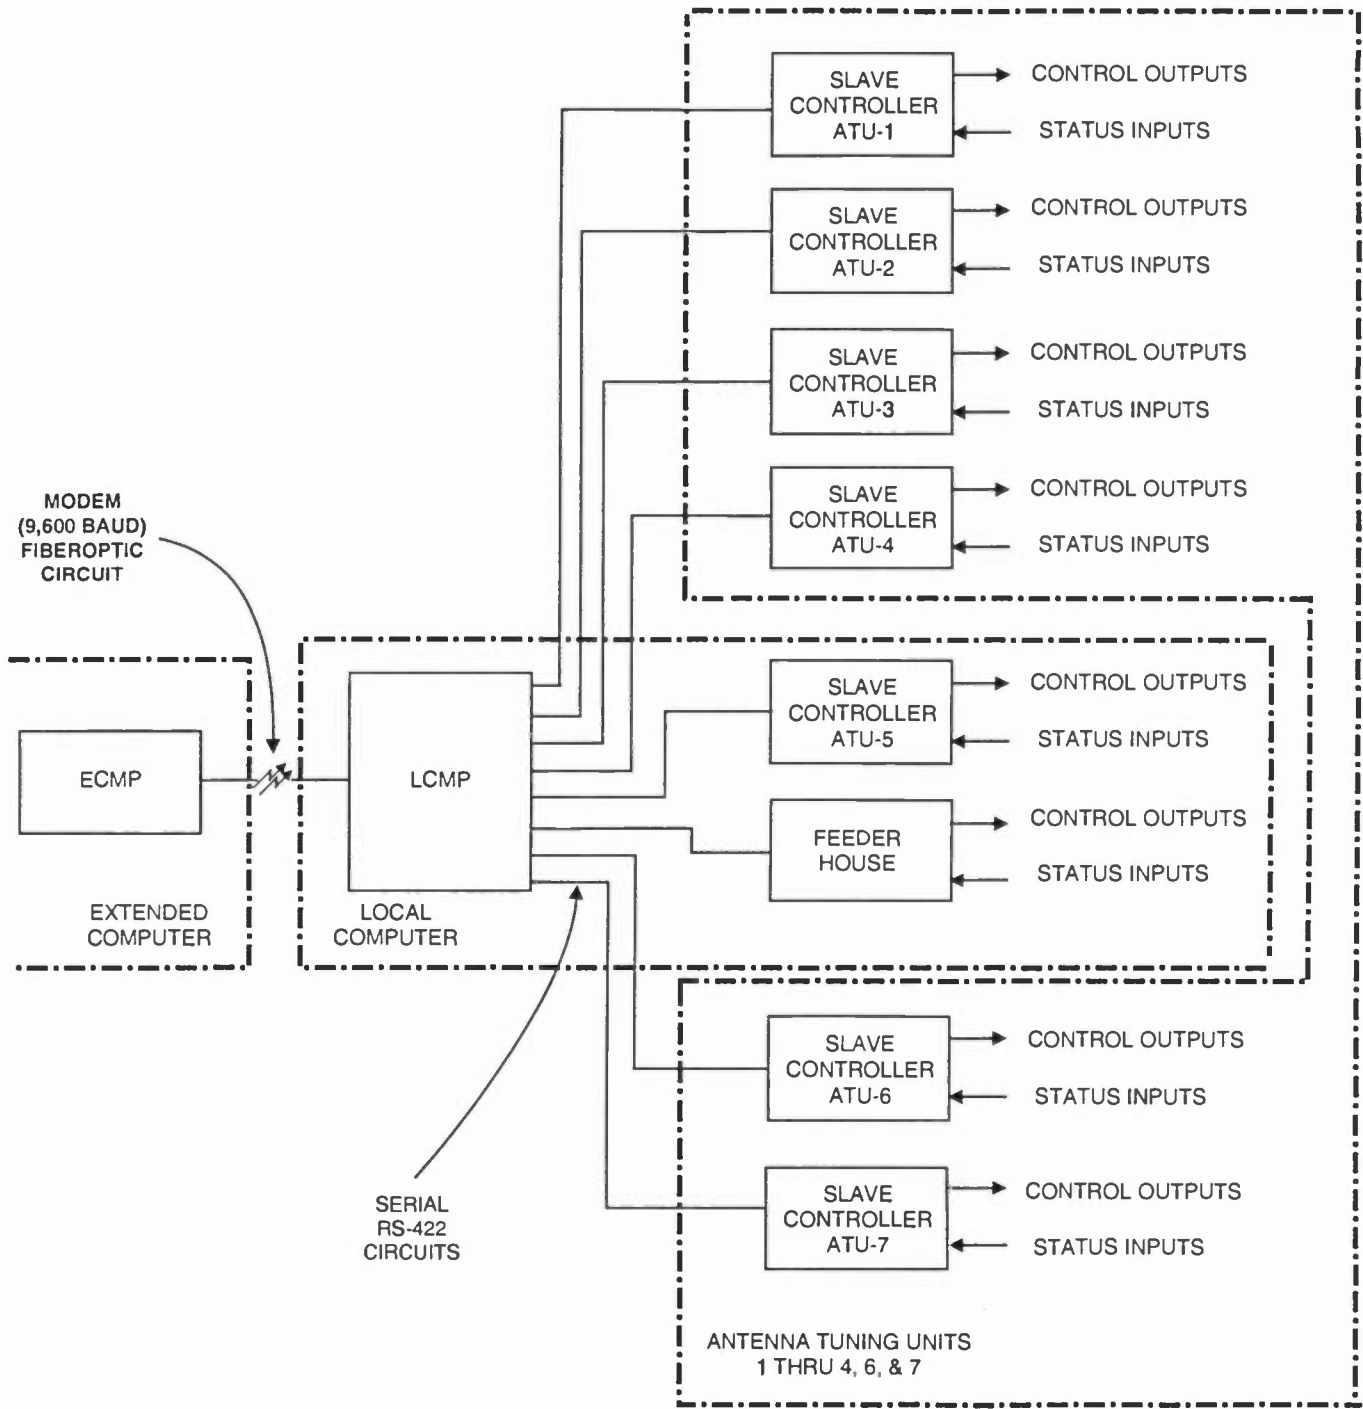 SLAVE
CONTROLLER
ATU-1
CONTROL OUTPUTS
STATUS INPUTS
SLAVE
CONTROLLER
ATU-2
CONTROL OUTPUTS
STATUS INPUTS
SLAVE
CONTROLLER
ATU-3
CONTROL OUTPUTS
STATUS INPUTS
SLAVE
CONTROLLER
ATU-4
CONTROL OUTPUTS
STATUS INPUTS
MODEM
(9,600 BAUD)
FIBEROPTIC
CIRCUIT
ECMP
EXTENDED
COMPUTER
LCMP
LOCAL
COMPUTER
SLAVE
CONTROLLER
ATU-5
CONTROL OUTPUTS
STATUS INPUTS
FEEDER
HOUSE
CONTROL OUTPUTS
STATUS INPUTS
SLAVE
CONTROLLER
ATU-6
CONTROL OUTPUTS
STATUS INPUTS
SERIAL
RS-422
CIRCUITS
SLAVE
CONTROLLER
ATU-7
CONTROL OUTPUTS
STATUS INPUTS
ANTENNA TUNING UNITS
1 THRU 4, 6, & 7